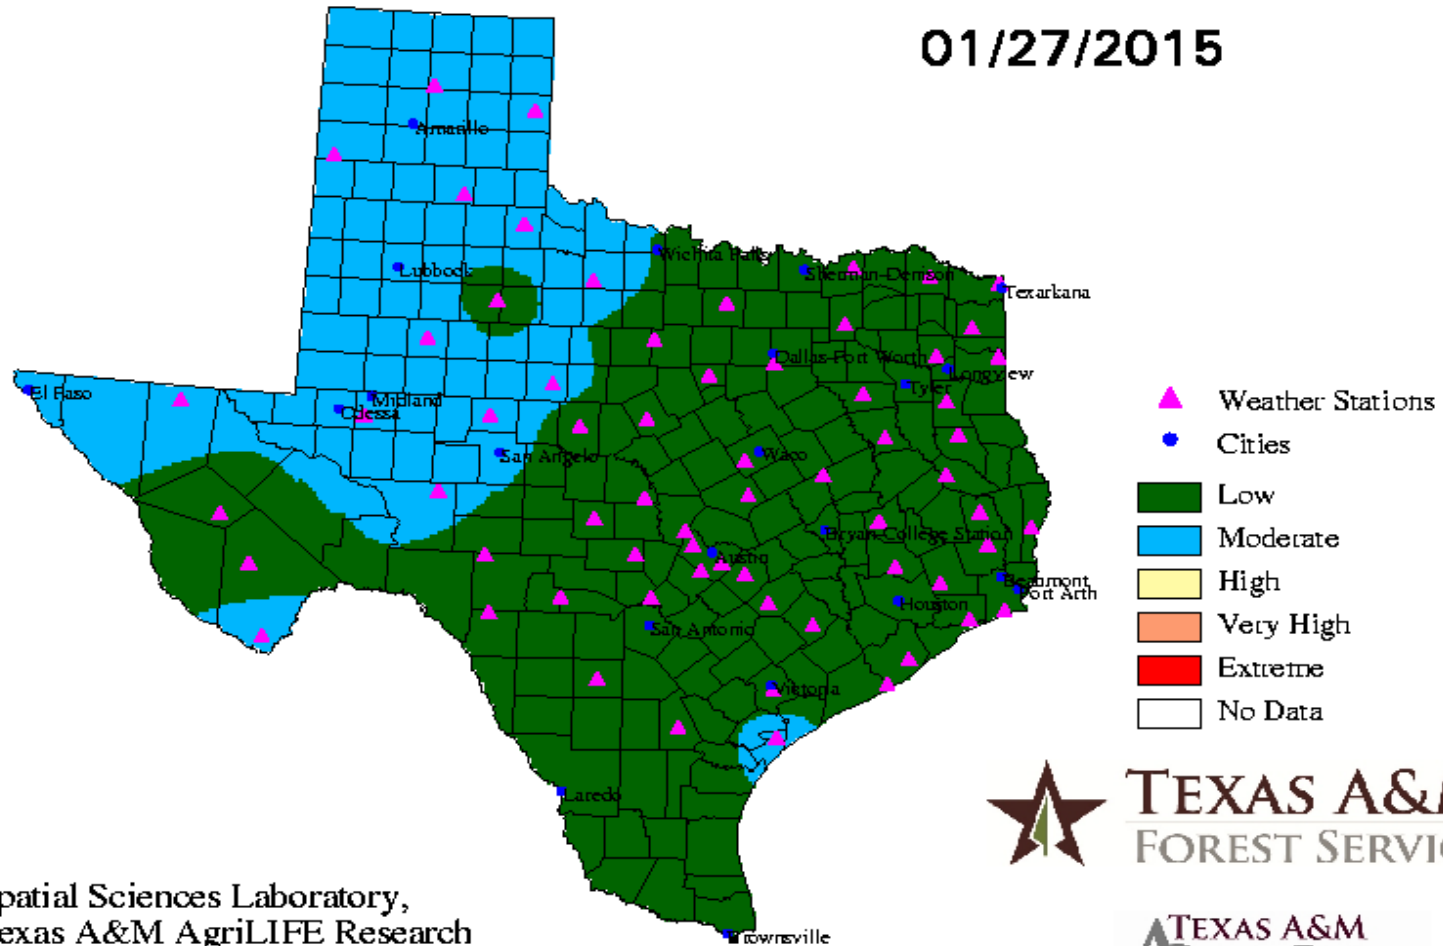 01/27/2015
Amarillo
Lubbock
Wichita Falls
Sherman-Denison
Texarkana
Dallas-Fort Worth
Longview
Tyler
El Paso
Midland
Odessa
San Angelo
Waco
Bryan-College Station
Austin
Beaumont
Port Arth
Houston
San Antonio
Victoria
Laredo
Brownsville
Weather Stations
Cities
Low
Moderate
High
Very High
Extreme
No Data
TEXAS A&M
FOREST SERVIC
patial Sciences Laboratory,
exas A&M AgriLIFE Research
TEXAS A&M